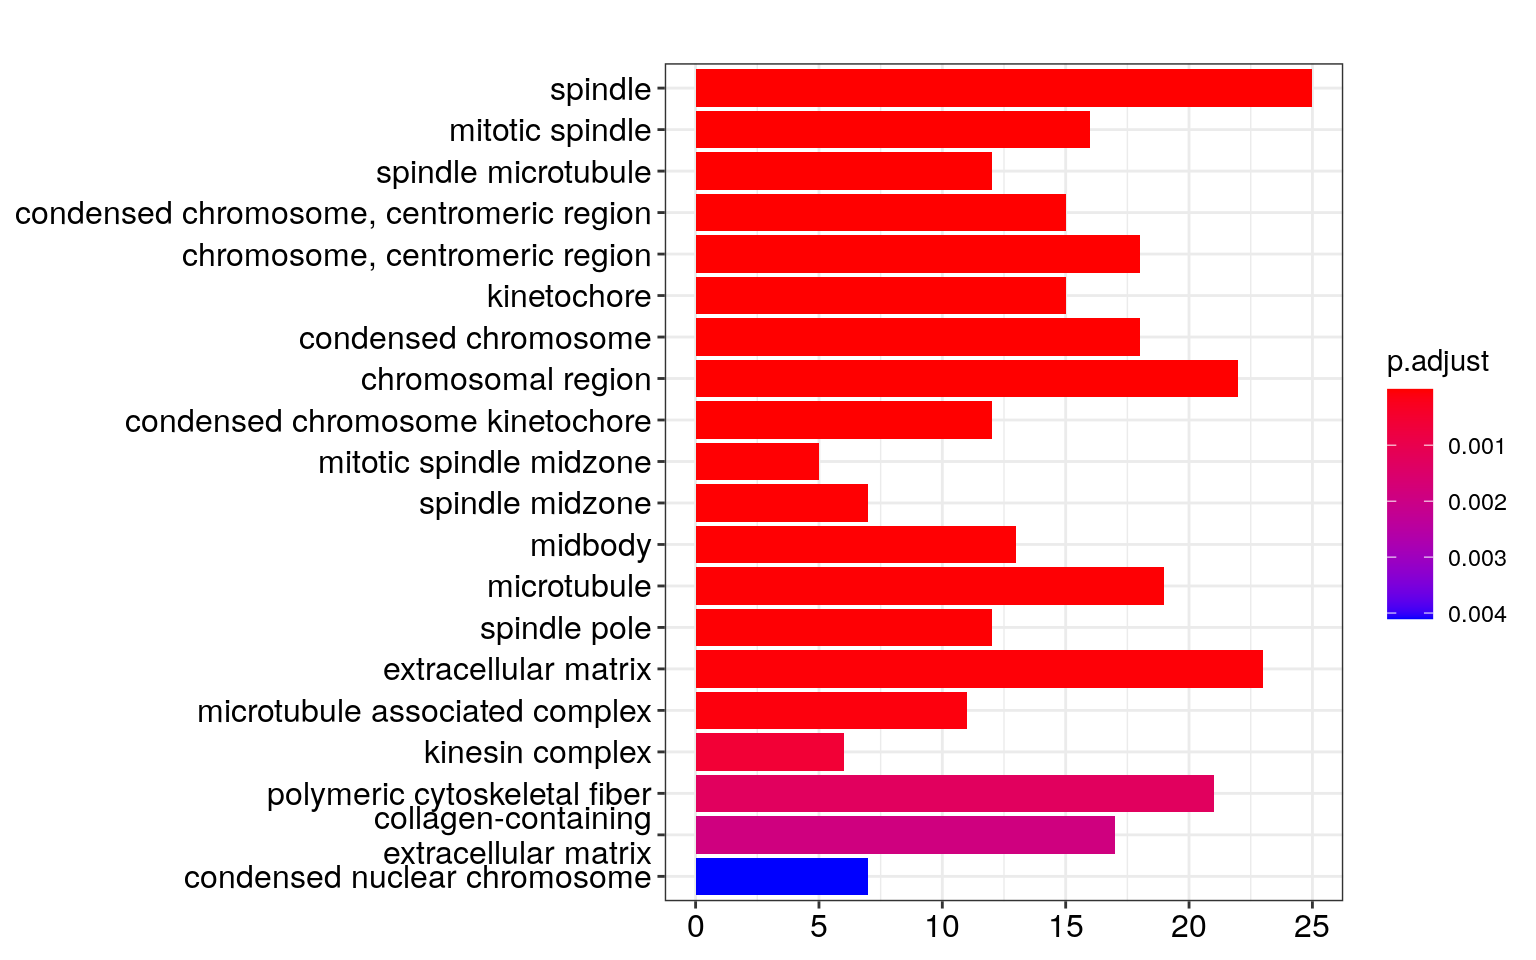 spindle
mitotic spindle
spindle microtubule
condensed chromosome, centromeric region
chromosome, centromeric region
kinetochore
condensed chromosome
chromosomal region
condensed chromosome kinetochore
mitotic spindle midzone
spindle midzone
midbody
microtubule
spindle pole
extracellular matrix
microtubule associated complex
kinesin complex
polymeric cytoskeletal fiber
collagen-containing
extracellular matrix
condensed nuclear chromosome
0 5 10 15 20 25
p.adjust
0.001
0.002
0.003
0.004